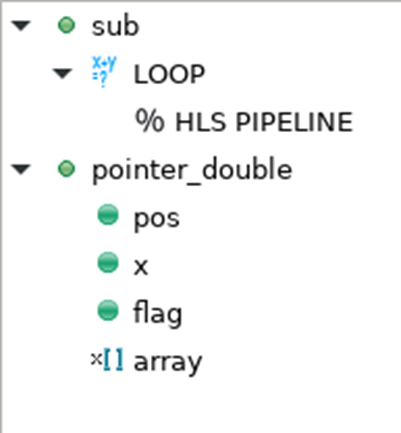 sub
LOOP
% HLS PIPELINE
pointer_double
pos
x
flag
x[] array